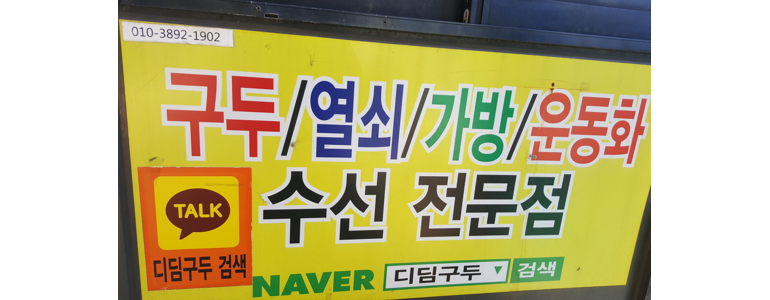 010-3892-1902
구두/열쇠/가방/운동화
수선 전문점
TALK
디딤구두 검색
NAVER 디딤구두 검색